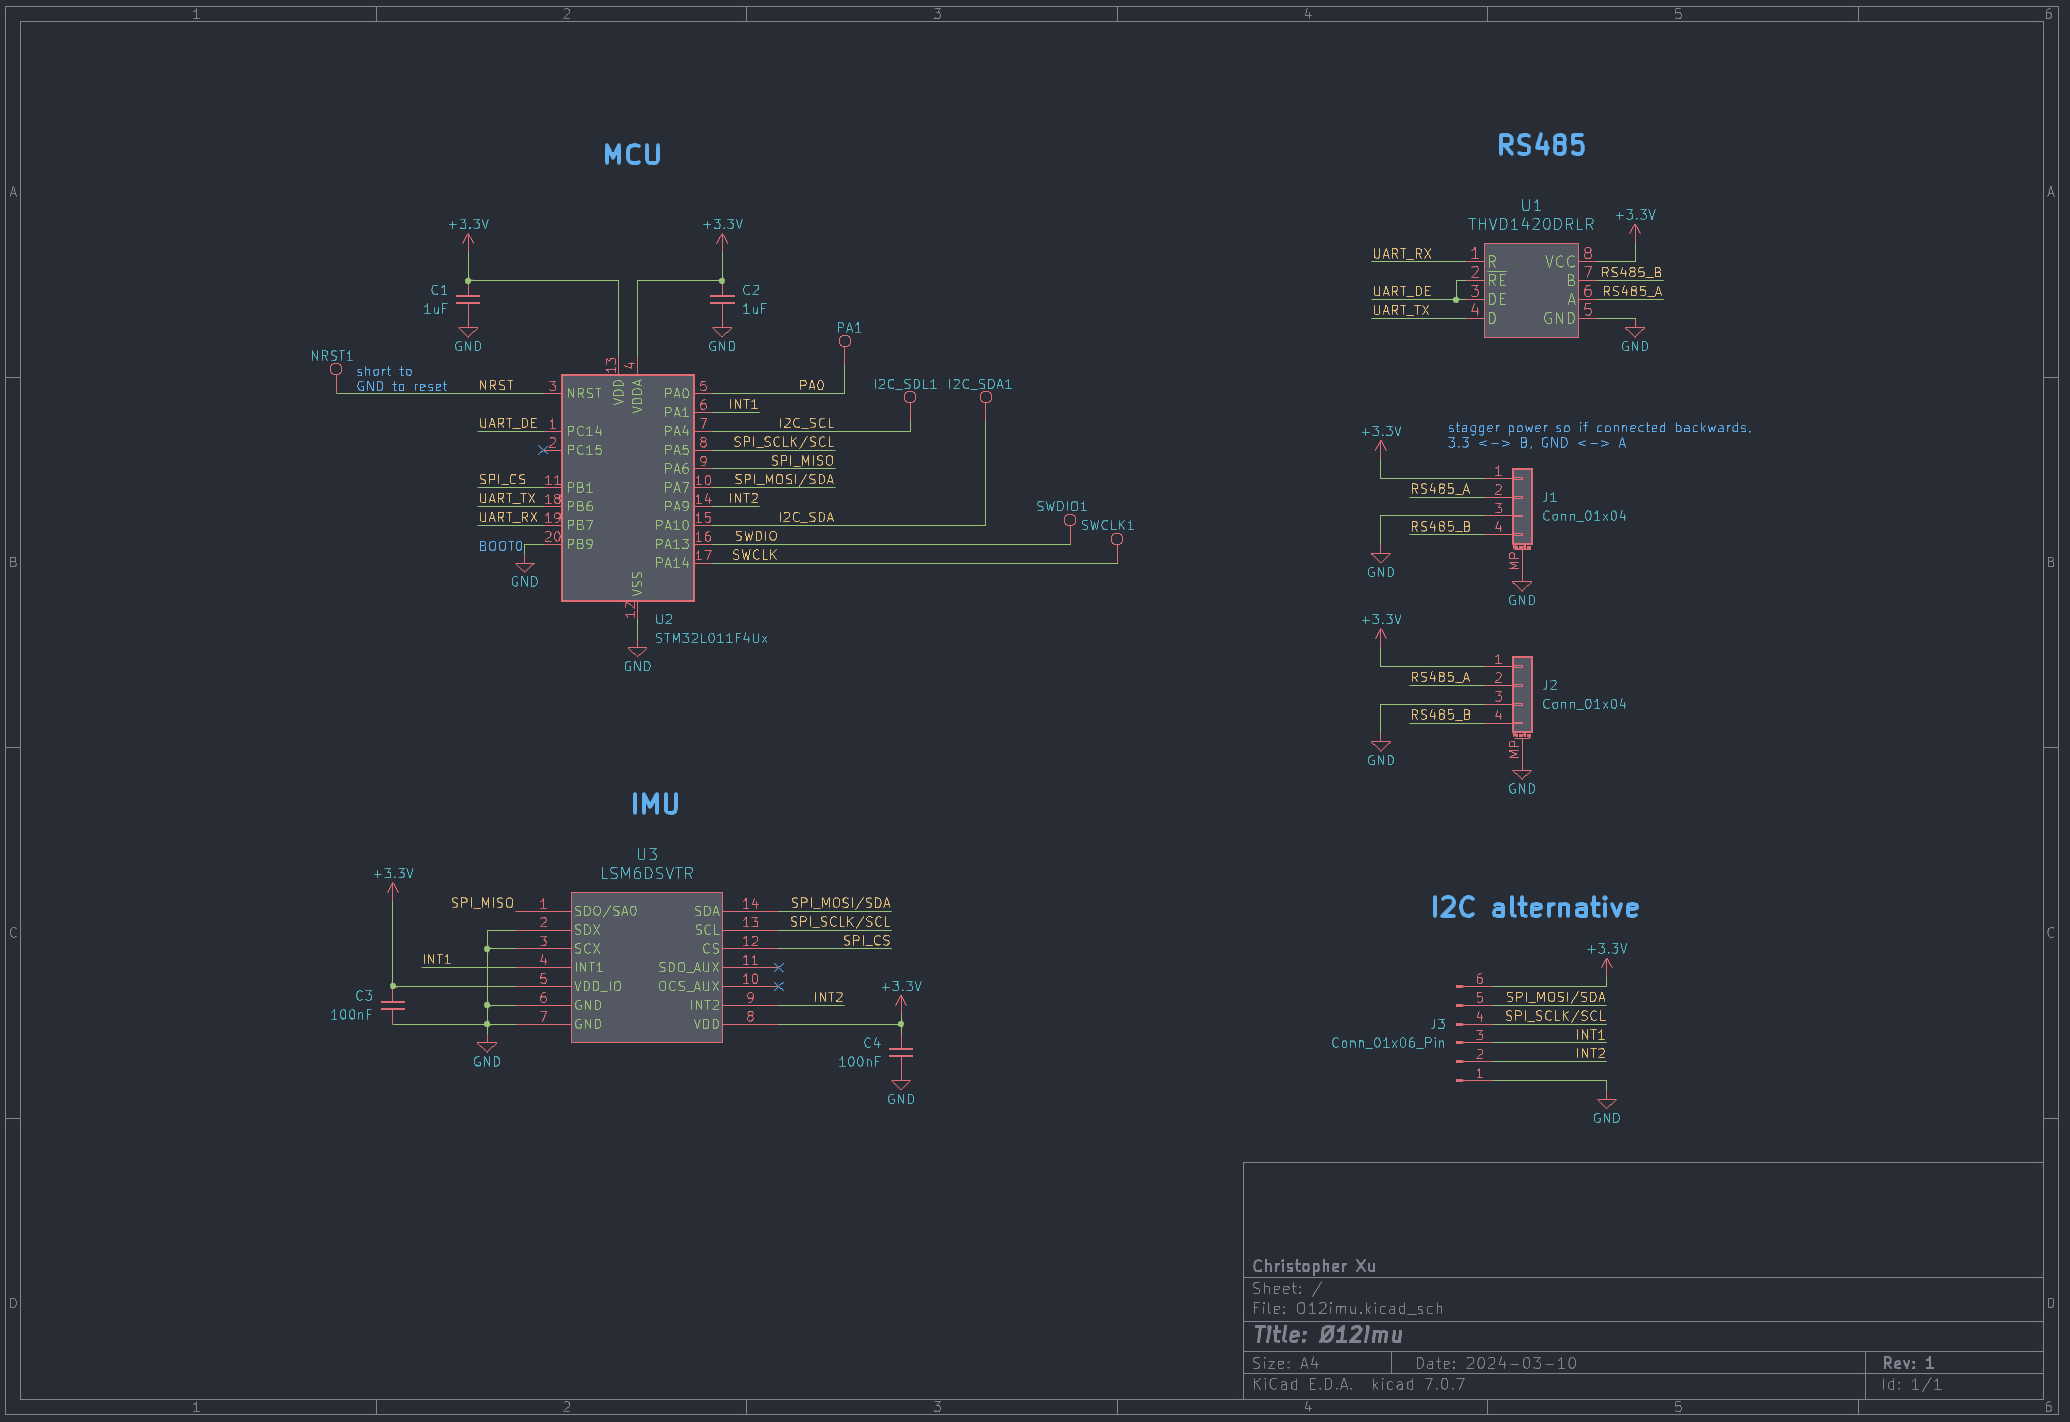 1 2 3 4 5 6
A
B
C
D
MCU
+3.3V
C1
1uF
GND
+3.3V
C2
1uF
GND
NRST1
short to
GND to reset
NRST 3 NRST
UART_DE 1 PC14
2 PC15
SPI_CS 11 PB1
UART_TX 18 PB6
UART_RX 19 PB7
BOOT0 20 PB9
GND
13 VDD
4 VDDA
PA0 5 PA0
PA1
PA1 6 INT1
PA4 7 I2C_SCL
PA5 8 SPI_SCLK/SCL
PA6 9 SPI_MISO
PA7 10 SPI_MOSI/SDA
PA9 14 INT2
PA10 15 I2C_SDA
PA13 16 SWDIO
PA14 17 SWCLK
I2C_SDL1
I2C_SDA1
SWDIO1
SWCLK1
VSS
12
GND
U2
STM32L011F4Ux
RS485
U1
THVD1420DRLR
+3.3V
UART_RX 1 R
2 RE
UART_DE 3 DE
UART_TX 4 D
VCC 8
B 7 RS485_B
A 6 RS485_A
GND 5
GND
stagger power so if connected backwards,
3.3 <-> B, GND <-> A
+3.3V
1
RS485_A 2
3
RS485_B 4
GND
J1
Conn_01x04
MP
GND
+3.3V
1
RS485_A 2
3
RS485_B 4
GND
J2
Conn_01x04
MP
GND
IMU
U3
LSM6DSVTR
+3.3V
C3
100nF
SPI_MISO 1 SDO/SA0
2 SDX
3 SCX
INT1 4 INT1
5 VDD_IO
6 GND
7 GND
GND
SDA 14 SPI_MOSI/SDA
SCL 13 SPI_SCLK/SCL
CS 12 SPI_CS
SDO_AUX 11
OCS_AUX 10
INT2 9 INT2
VDD 8
+3.3V
C4
100nF
GND
I2C alternative
+3.3V
6
5 SPI_MOSI/SDA
4 SPI_SCLK/SCL
3 INT1
2 INT2
1
J3
Conn_01x06_Pin
GND
Christopher Xu
Sheet: /
File: 012imu.kicad_sch
Title: Ø12imu
Size: A4 Date: 2024-03-10 Rev: 1
KiCad E.D.A. kicad 7.0.7 Id: 1/1
A
B
C
D
1 2 3 4 5 6